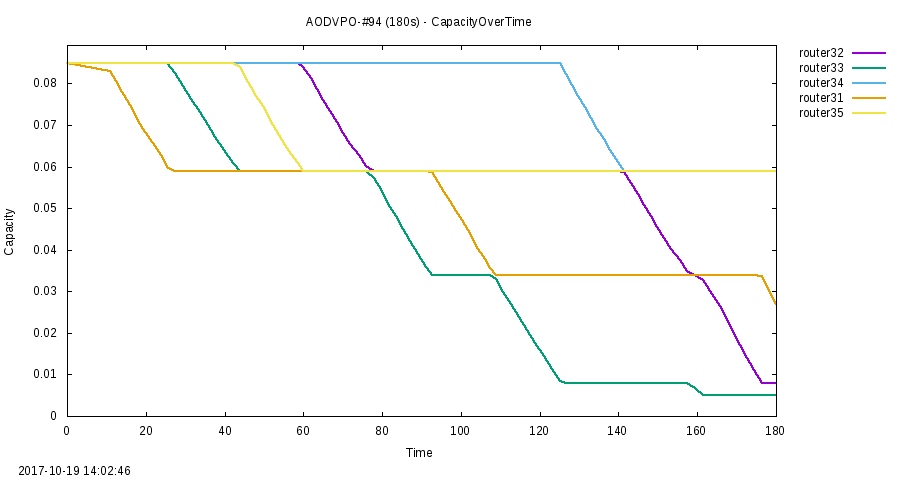 AODVPO-#94 (180s) - CapacityOverTime
router32
router33
router34
router31
router35
0.08
0.07
0.06
0.05
0.04
0.03
0.02
0.01
0
Capacity
0 20 40 60 80 100 120 140 160 180
Time
2017-10-19 14:02:46